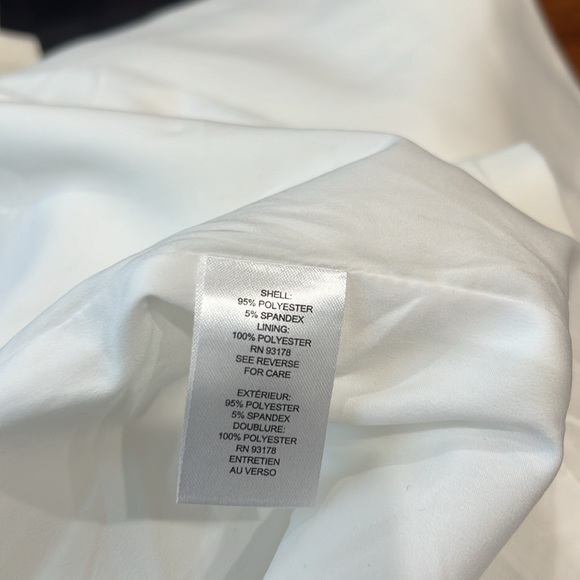 SHELL:
95% POLYESTER
5% SPANDEX
LINING:
100% POLYESTER
RN 93178
SEE REVERSE
FOR CARE
EXTÉRIEUR:
95% POLYESTER
5% SPANDEX
DOUBLURE:
100% POLYESTER
RN 93178
ENTRETIEN
AU VERSO